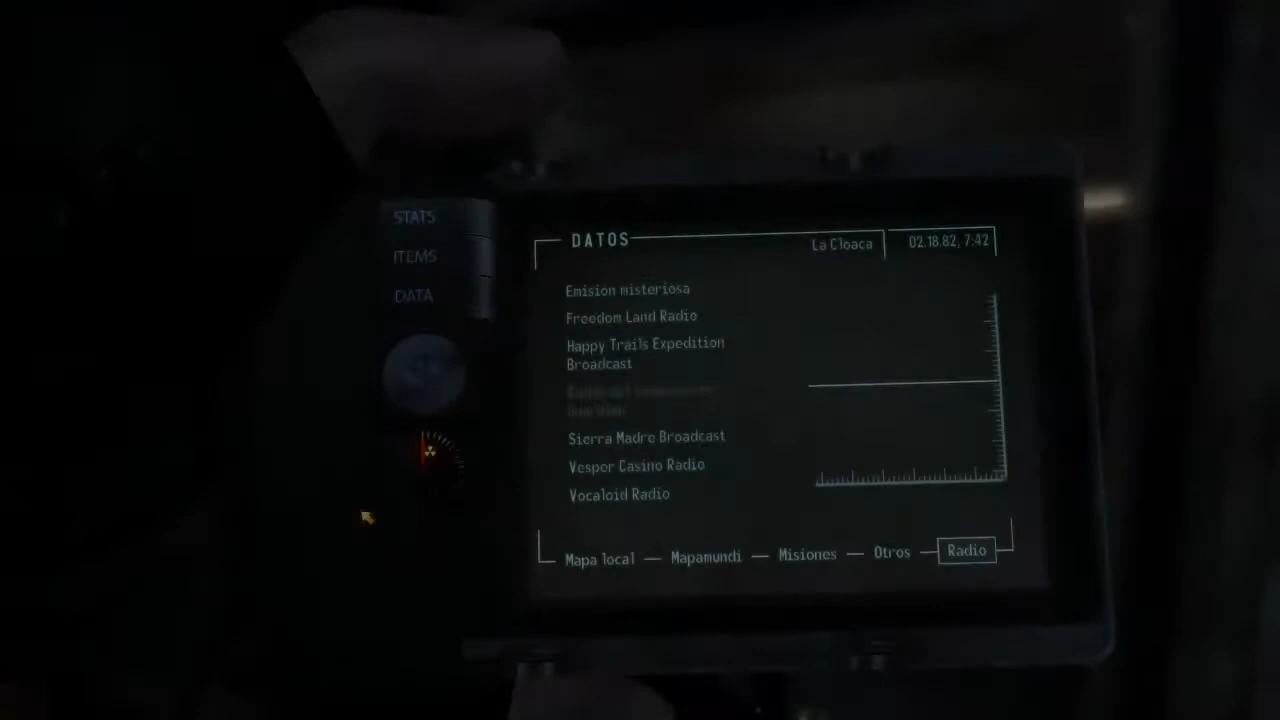 STATS
ITEMS
DATA
DATOS
La Cloaca
02.18.82, 7:42
Emision misteriosa
Freedom Land Radio
Happy Trails Expedition
Broadcast
Sierra Madre Broadcast
Vesper Casino Radio
Vocaloid Radio
Mapa local
Mapamundi
Misiones
Otros
Radio